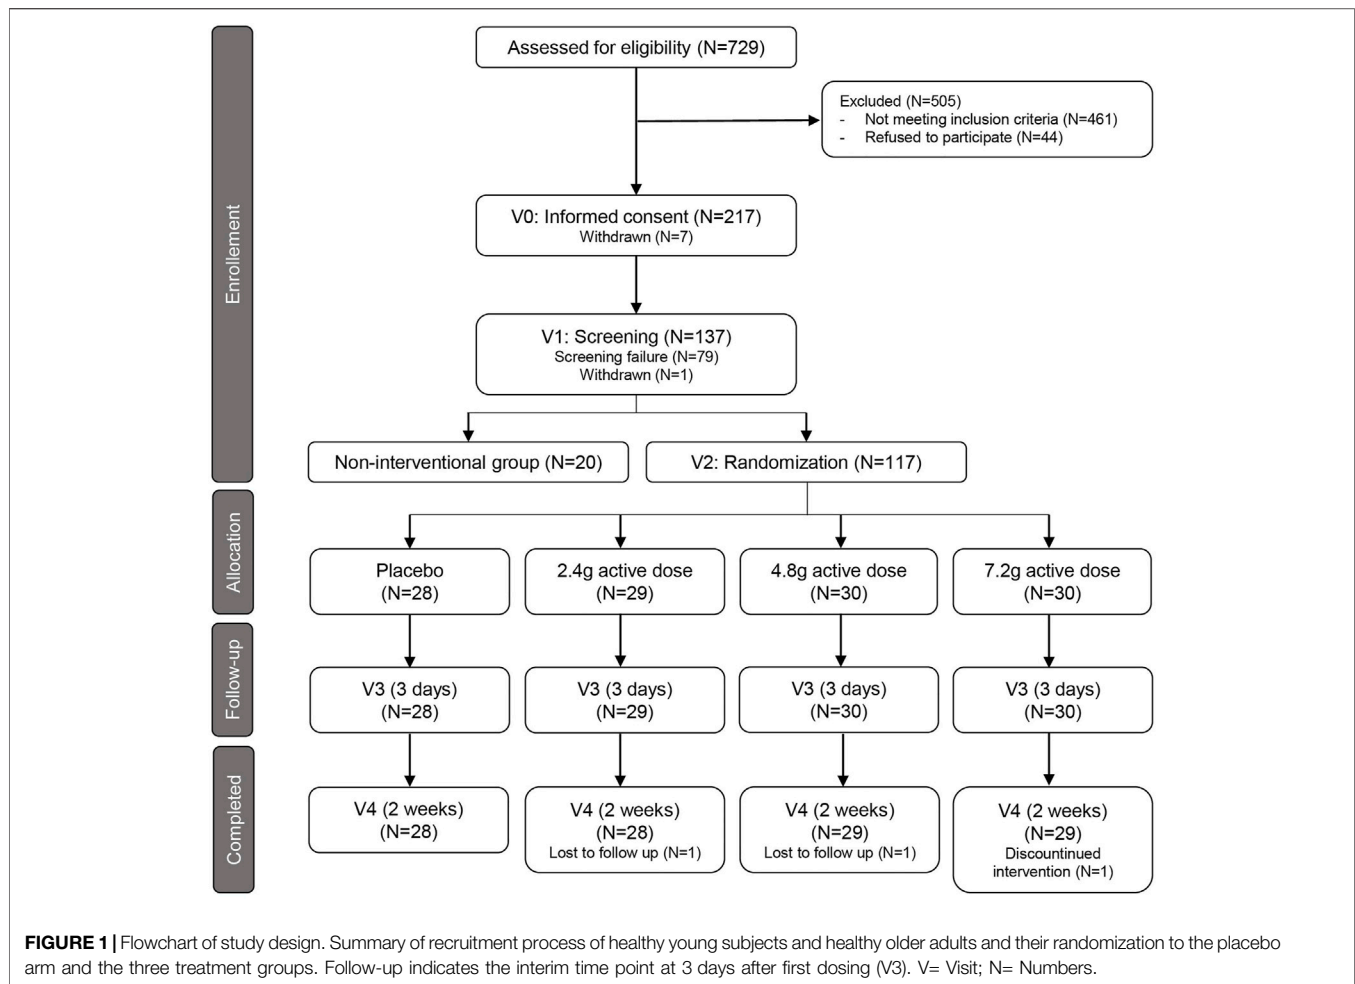 Assessed for eligibility (N=729)
Excluded (N=505)
- Not meeting inclusion criteria (N=461)
- Refused to participate (N=44)
Enrollement
V0: Informed consent (N=217)
Withdrawn (N=7)
V1: Screening (N=137)
Screening failure (N=79)
Withdrawn (N=1)
Non-interventional group (N=20)
V2: Randomization (N=117)
Allocation
Placebo
(N=28)
2.4g active dose
(N=29)
4.8g active dose
(N=30)
7.2g active dose
(N=30)
Follow-up
V3 (3 days)
(N=28)
V3 (3 days)
(N=29)
V3 (3 days)
(N=30)
V3 (3 days)
(N=30)
Completed
V4 (2 weeks)
(N=28)
V4 (2 weeks)
(N=28)
Lost to follow up (N=1)
V4 (2 weeks)
(N=29)
Lost to follow up (N=1)
V4 (2 weeks)
(N=29)
Discountinued
intervention (N=1)
FIGURE 1 | Flowchart of study design. Summary of recruitment process of healthy young subjects and healthy older adults and their randomization to the placebo
arm and the three treatment groups. Follow-up indicates the interim time point at 3 days after first dosing (V3). V= Visit; N= Numbers.